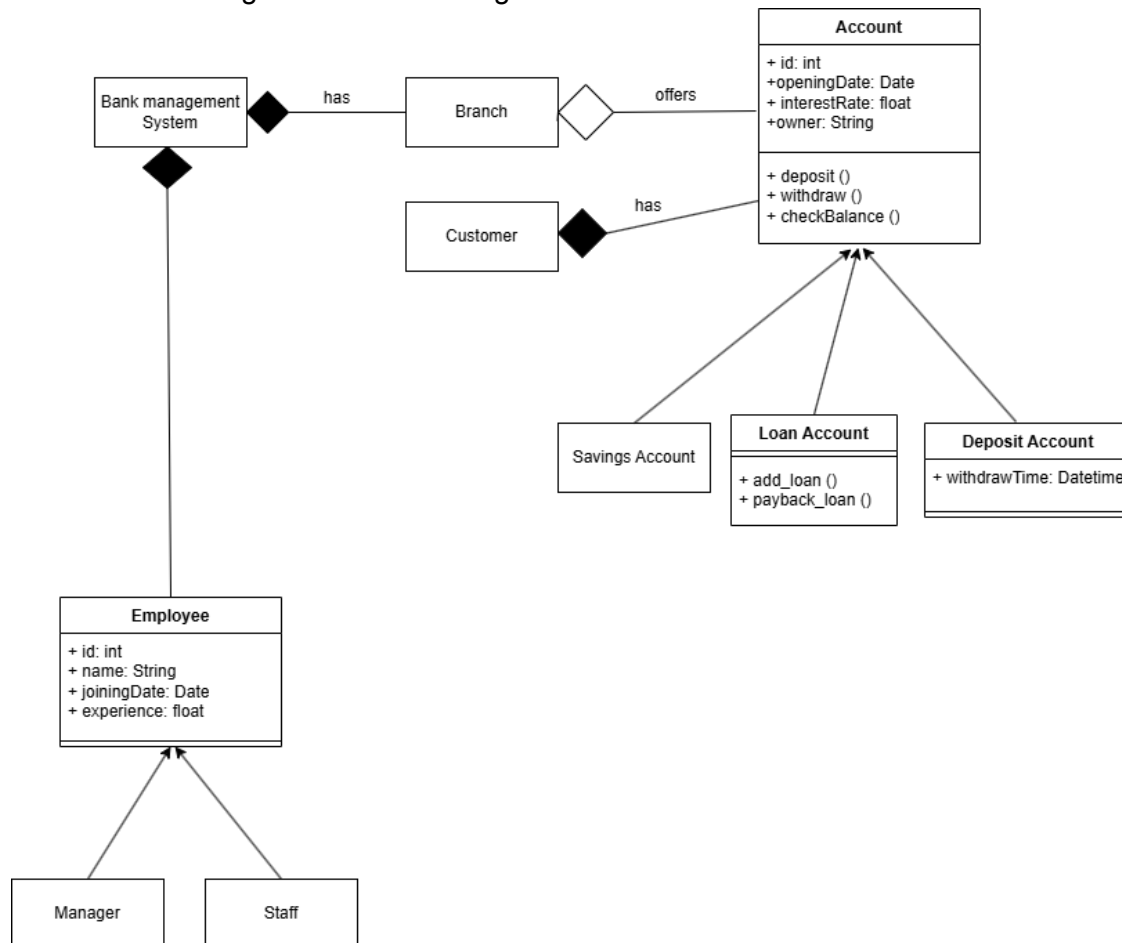 Account
+ id: int
+openingDate: Date
+ interestRate: float
+owner: String
+ deposit ()
+ withdraw ()
+ checkBalance ()
Bank management
System
has
Branch
offers
Customer
has
Savings Account
Loan Account
+ add_loan ()
+ payback_loan ()
Deposit Account
+ withdrawTime: Datetime
Employee
+ id: int
+ name: String
+ joiningDate: Date
+ experience: float
Manager
Staff